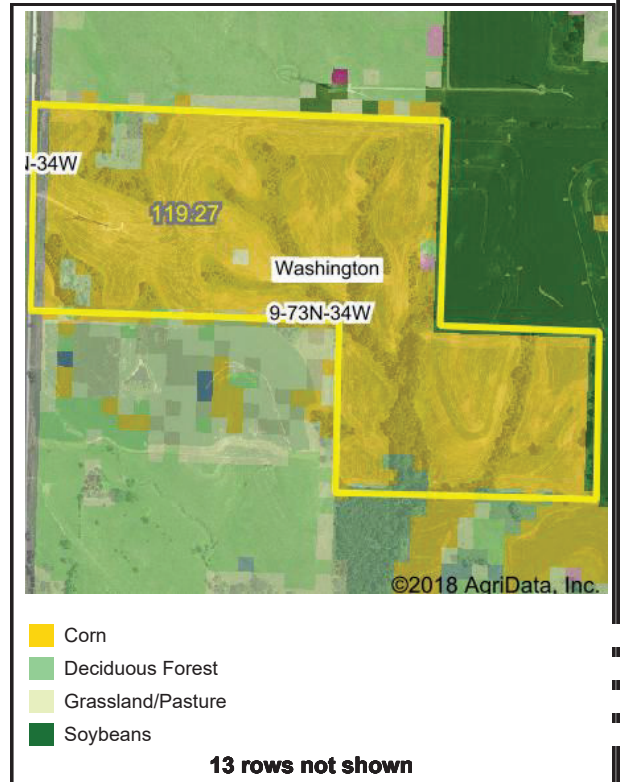 N-34W
119.27
Washington
9-73N-34W
©2018 AgriData, Inc.
Corn
Deciduous Forest
Grassland/Pasture
Soybeans
13 rows not shown